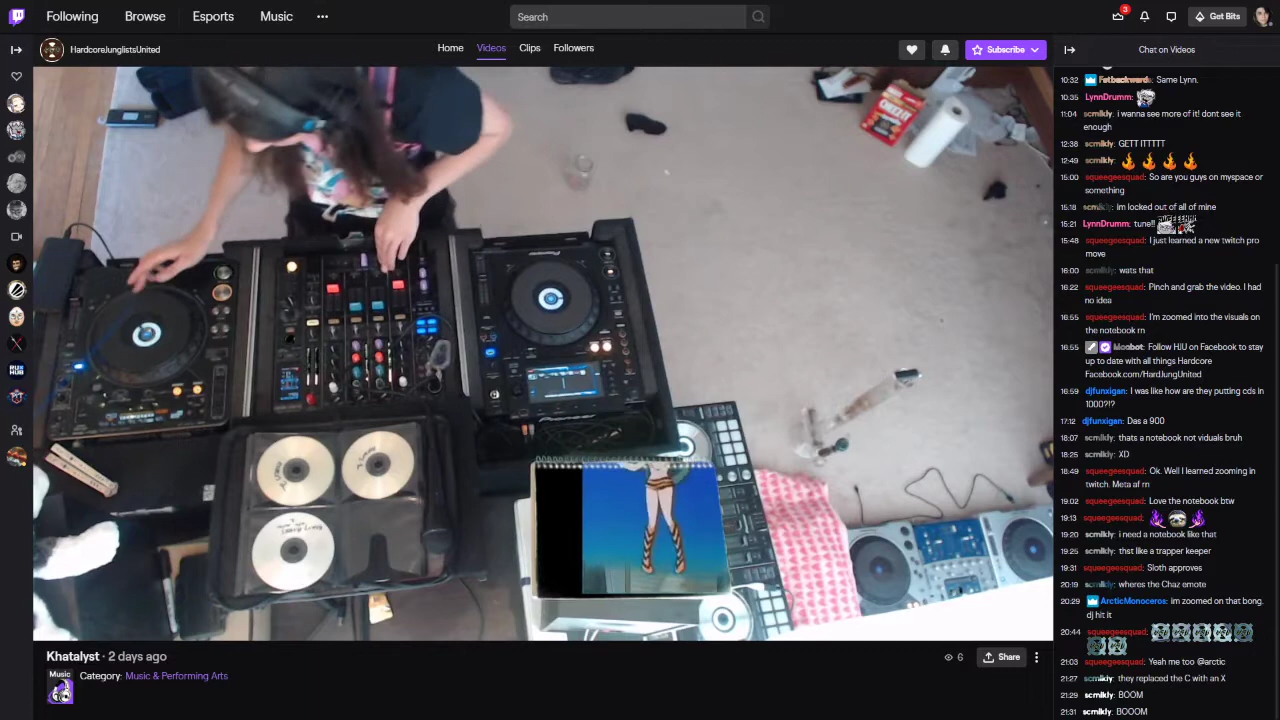 Following
Browse
Esports
Music
Search
3
Get Bits
HardcoreJunglistsUnited
Home
Videos
Clips
Followers
Subscribe
Chat on Videos
CHEEZ-IT
Pioneer
Khatalyst · 2 days ago
6
Share
Music
Category: Music & Performing Arts
10:32 Fatbackwards: Same Lynn.
10:35 LynnDrumm:
11:04 scmlkly: i wanna see more of it! dont see it
enough
12:38 scmlkly: GETT ITTTTT
12:49 scmlkly:
15:00 squeegeesquad: So are you guys on myspace or
something
15:18 scmlkly: im locked out of all of mine
15:21 LynnDrumm: tune!!
15:48 squeegeesquad: I just learned a new twitch pro
move
16:00 scmlkly: wats that
16:22 squeegeesquad: Pinch and grab the video. I had
no idea
16:55 squeegeesquad: I'm zoomed into the visuals on
the notebook rn
16:55 Moobot: Follow HJU on Facebook to stay
up to date with all things Hardcore
Facebook.com/HardJungUnited
16:59 djfunxigan: I was like how are they putting cds in
1000?!?
17:12 djfunxigan: Das a 900
18:07 scmlkly: thats a notebook not viduals bruh
18:25 scmlkly: XD
18:49 squeegeesquad: Ok. Well I learned zooming in
twitch. Meta af rn
19:02 squeegeesquad: Love the notebook btw
19:13 squeegeesquad:
19:20 scmlkly: i need a notebook like that
19:25 scmlkly: thst like a trapper keeper
19:31 squeegeesquad: Sloth approves
20:19 scmlkly: wheres the Chaz emote
20:29 ArcticMonoceros: im zoomed on that bong.
dj hit it
20:44 squeegeesquad:
21:03 squeegeesquad: Yeah me too @arctic
21:27 scmlkly: they replaced the C with an X
21:29 scmlkly: BOOM
21:31 scmlkly: BOOOM